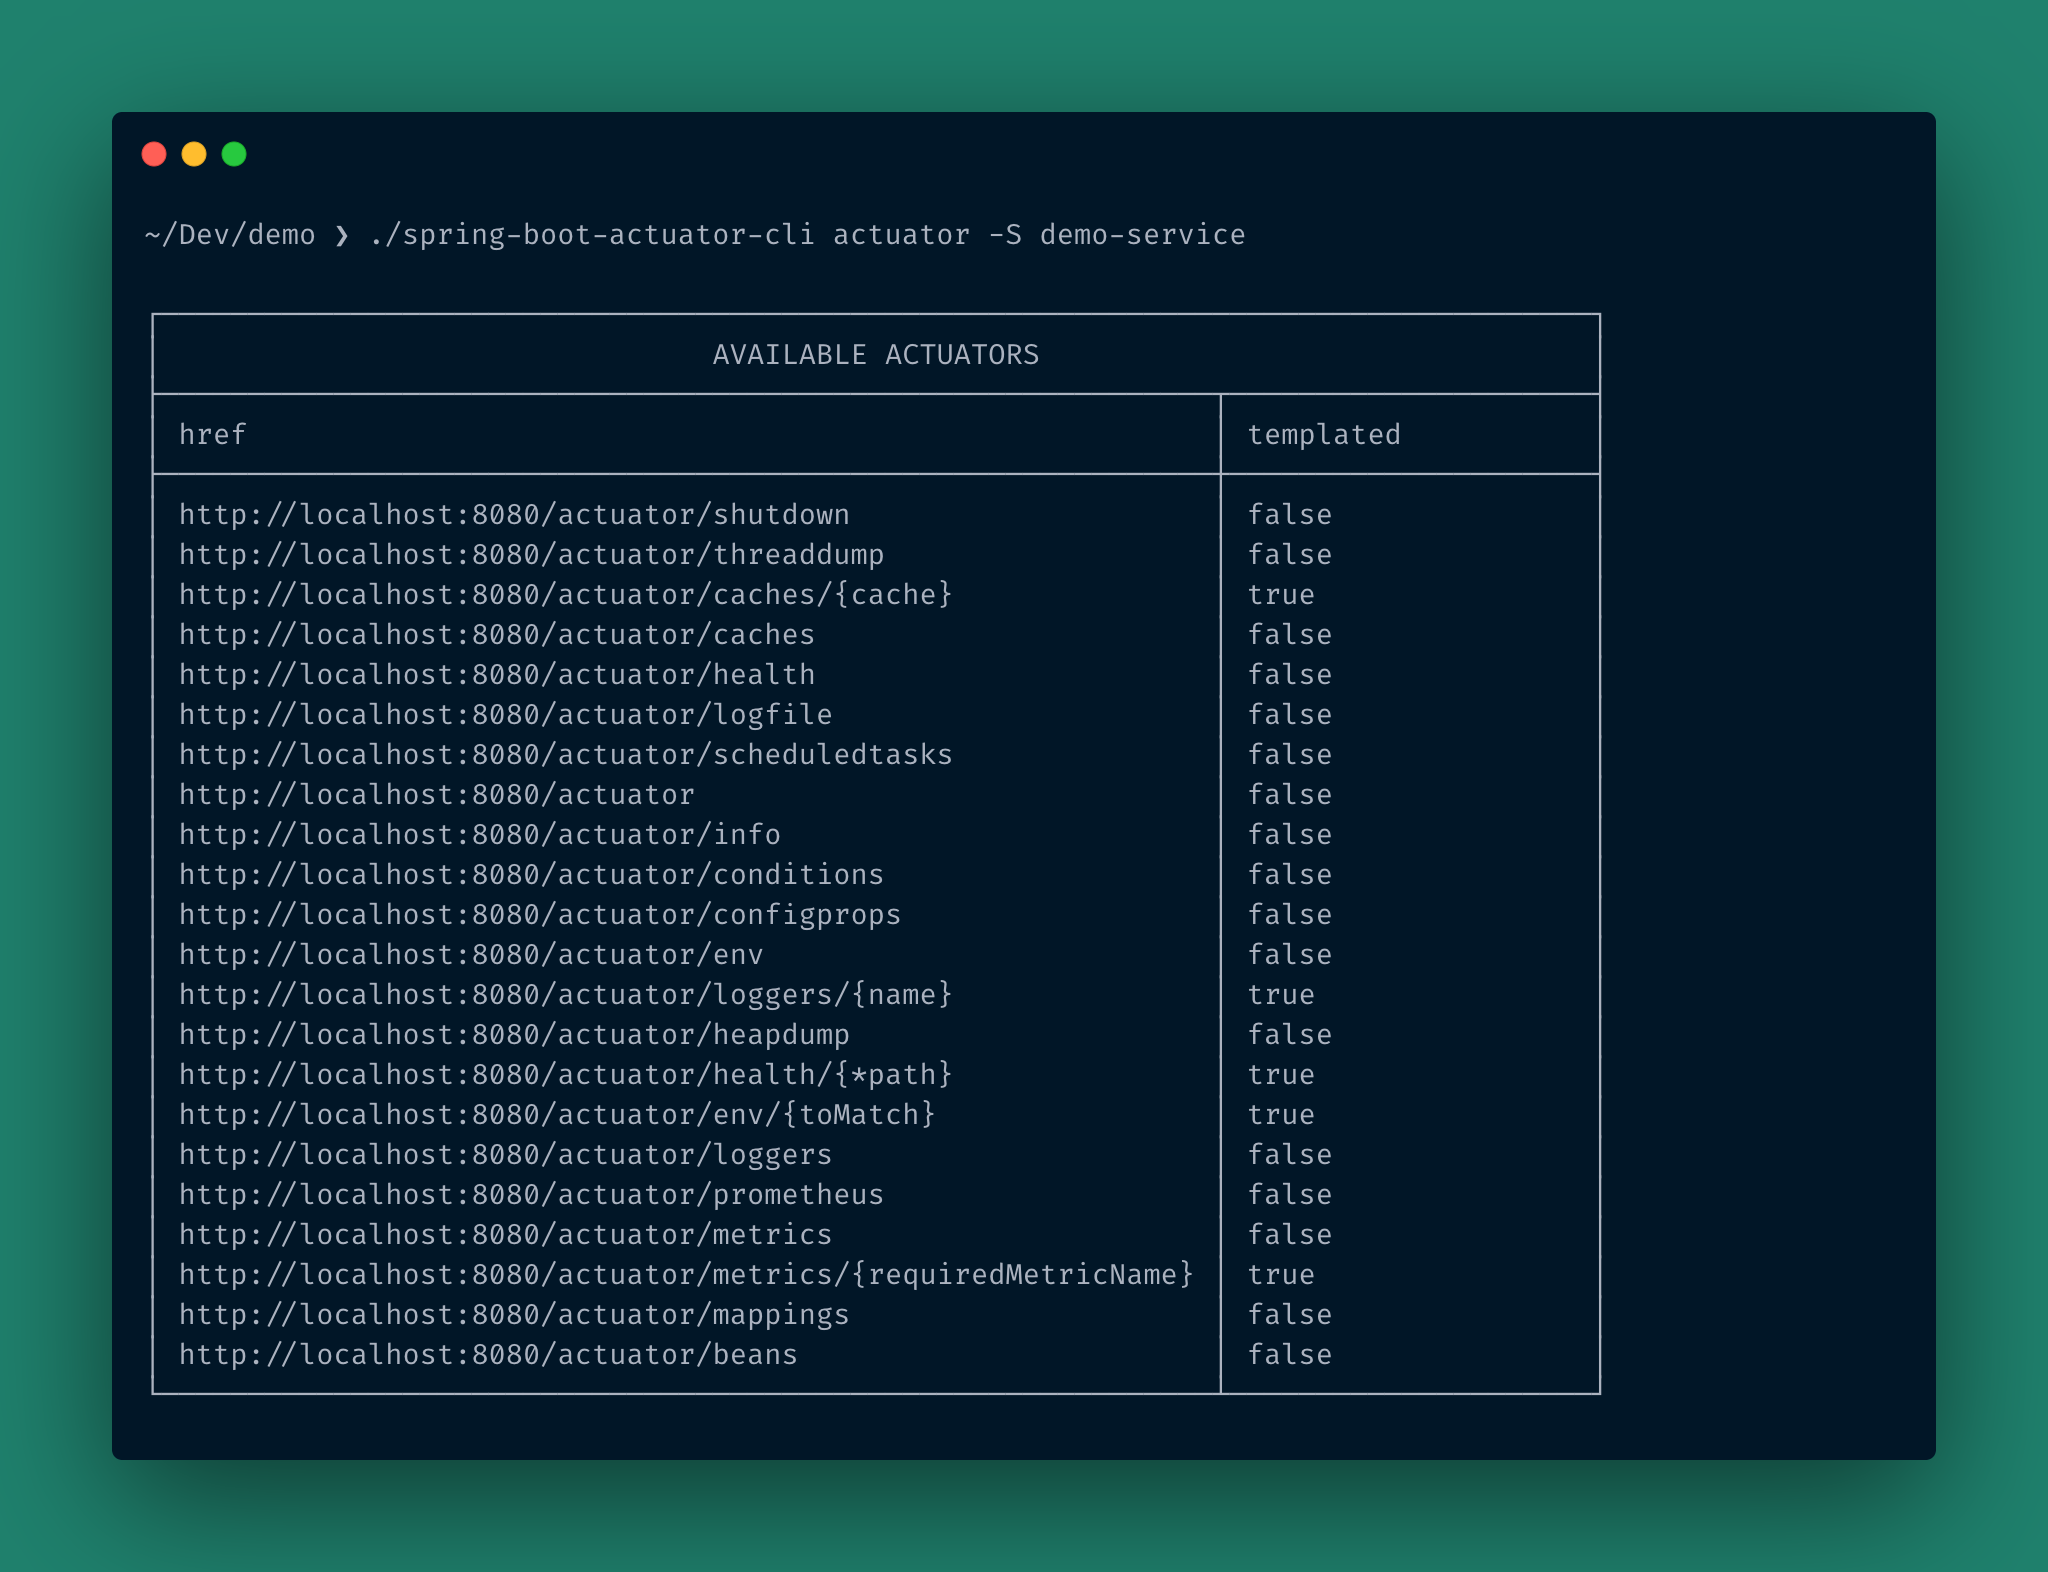 ~/Dev/demo ❯ ./spring-boot-actuator-cli actuator -S demo-service
AVAILABLE ACTUATORS
href templated
http://localhost:8080/actuator/shutdown false
http://localhost:8080/actuator/threaddump false
http://localhost:8080/actuator/caches/{cache} true
http://localhost:8080/actuator/caches false
http://localhost:8080/actuator/health false
http://localhost:8080/actuator/logfile false
http://localhost:8080/actuator/scheduledtasks false
http://localhost:8080/actuator false
http://localhost:8080/actuator/info false
http://localhost:8080/actuator/conditions false
http://localhost:8080/actuator/configprops false
http://localhost:8080/actuator/env false
http://localhost:8080/actuator/loggers/{name} true
http://localhost:8080/actuator/heapdump false
http://localhost:8080/actuator/health/{*path} true
http://localhost:8080/actuator/env/{toMatch} true
http://localhost:8080/actuator/loggers false
http://localhost:8080/actuator/prometheus false
http://localhost:8080/actuator/metrics false
http://localhost:8080/actuator/metrics/{requiredMetricName} true
http://localhost:8080/actuator/mappings false
http://localhost:8080/actuator/beans false